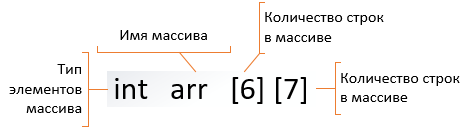 Количество строк
в массиве
Имя массива
Тип
элементов
массива
int arr [6] [7]
Количество строк
в массиве